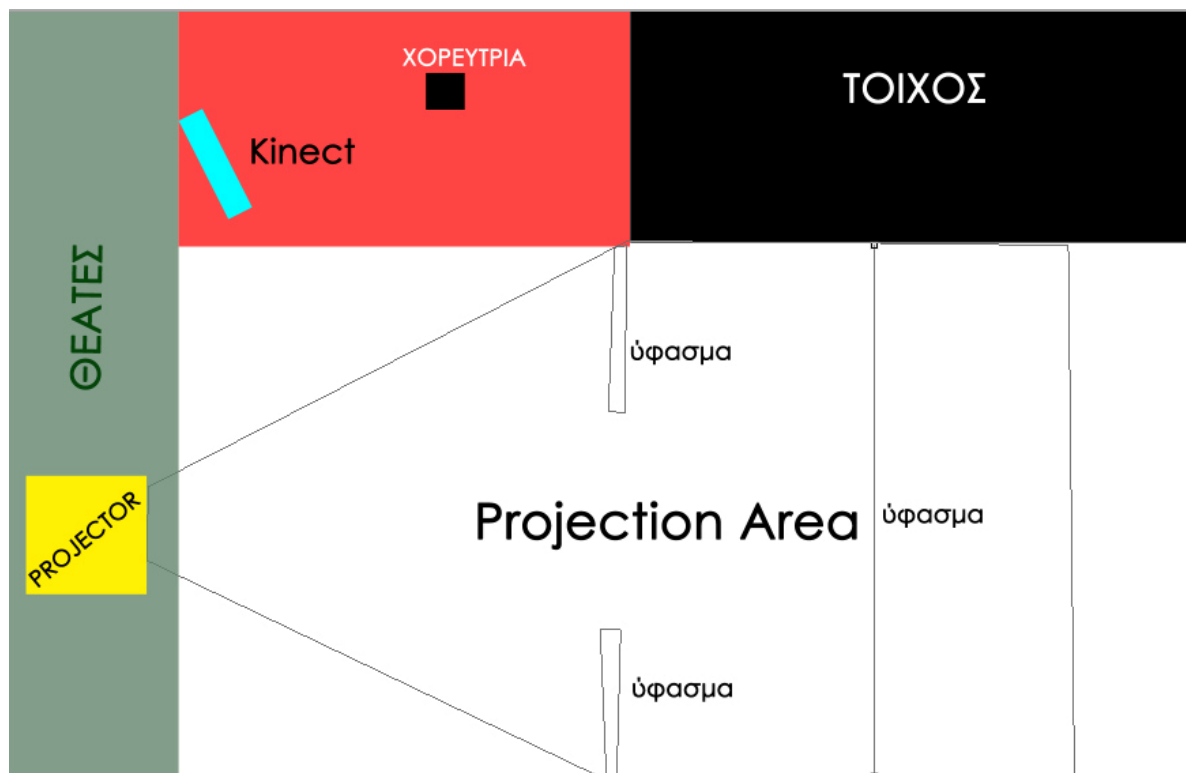 ΧΟΡΕΥΤΡΙΑ
ΤΟΙΧΟΣ
Kinect
ΘΕΑΤΕΣ
ύφασμα
PROJECTOR
Projection Area
ύφασμα
ύφασμα